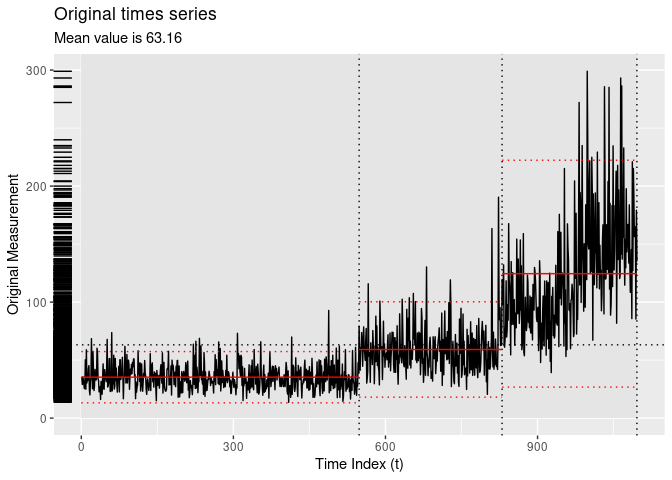 Original times series
Mean value is 63.16
300
200
100
0
Original Measurement
0
300
600
900
Time Index (t)